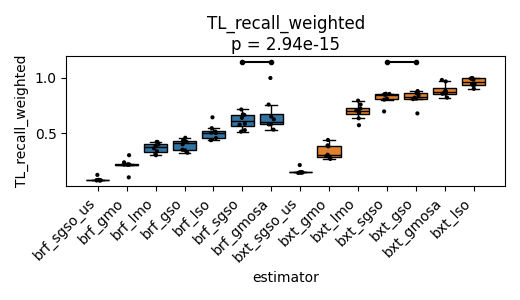 TL_recall_weighted
p = 2.94e-15
TL_recall_weighted
1.0
0.5
brf_sgso_us
brf_gmo
brf_lmo
brf_gso
brf_lso
brf_sgso
brf_gmosa
bxt_sgso_us
bxt_gmo
bxt_lmo
bxt_sgso
bxt_gso
bxt_gmosa
bxt_lso
estimator